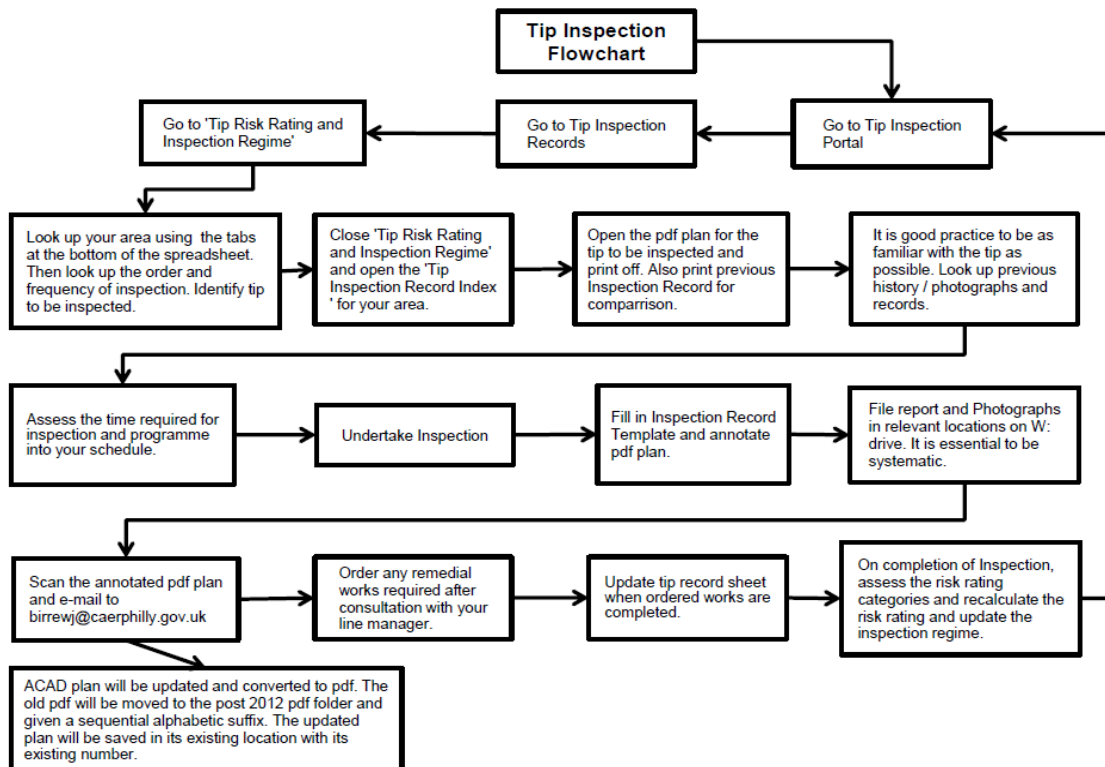 Tip Inspection
Flowchart
Go to 'Tip Risk Rating and
Inspection Regime'
Go to Tip Inspection
Records
Go to Tip Inspection
Portal
Look up your area using the tabs
at the bottom of the spreadsheet.
Then look up the order and
frequency of inspection. Identify tip
to be inspected.
Close 'Tip Risk Rating
and Inspection Regime'
and open the 'Tip
Inspection Record Index
' for your area.
Open the pdf plan for the
tip to be inspected and
print off. Also print previous
Inspection Record for
comparrison.
It is good practice to be as
familiar with the tip as
possible. Look up previous
history / photographs and
records.
Assess the time required for
inspection and programme
into your schedule.
Undertake Inspection
Fill in Inspection Record
Template and annotate
pdf plan.
File report and Photographs
in relevant locations on W:
drive. It is essential to be
systematic.
Scan the annotated pdf plan
and e-mail to
birrewj@caerphilly.gov.uk
Order any remedial
works required after
consultation with your
line manager.
Update tip record sheet
when ordered works are
completed.
On completion of Inspection,
assess the risk rating
categories and recalculate the
risk rating and update the
inspection regime.
ACAD plan will be updated and converted to pdf. The
old pdf will be moved to the post 2012 pdf folder and
given a sequential alphabetic suffix. The updated
plan will be saved in its existing location with its
existing number.